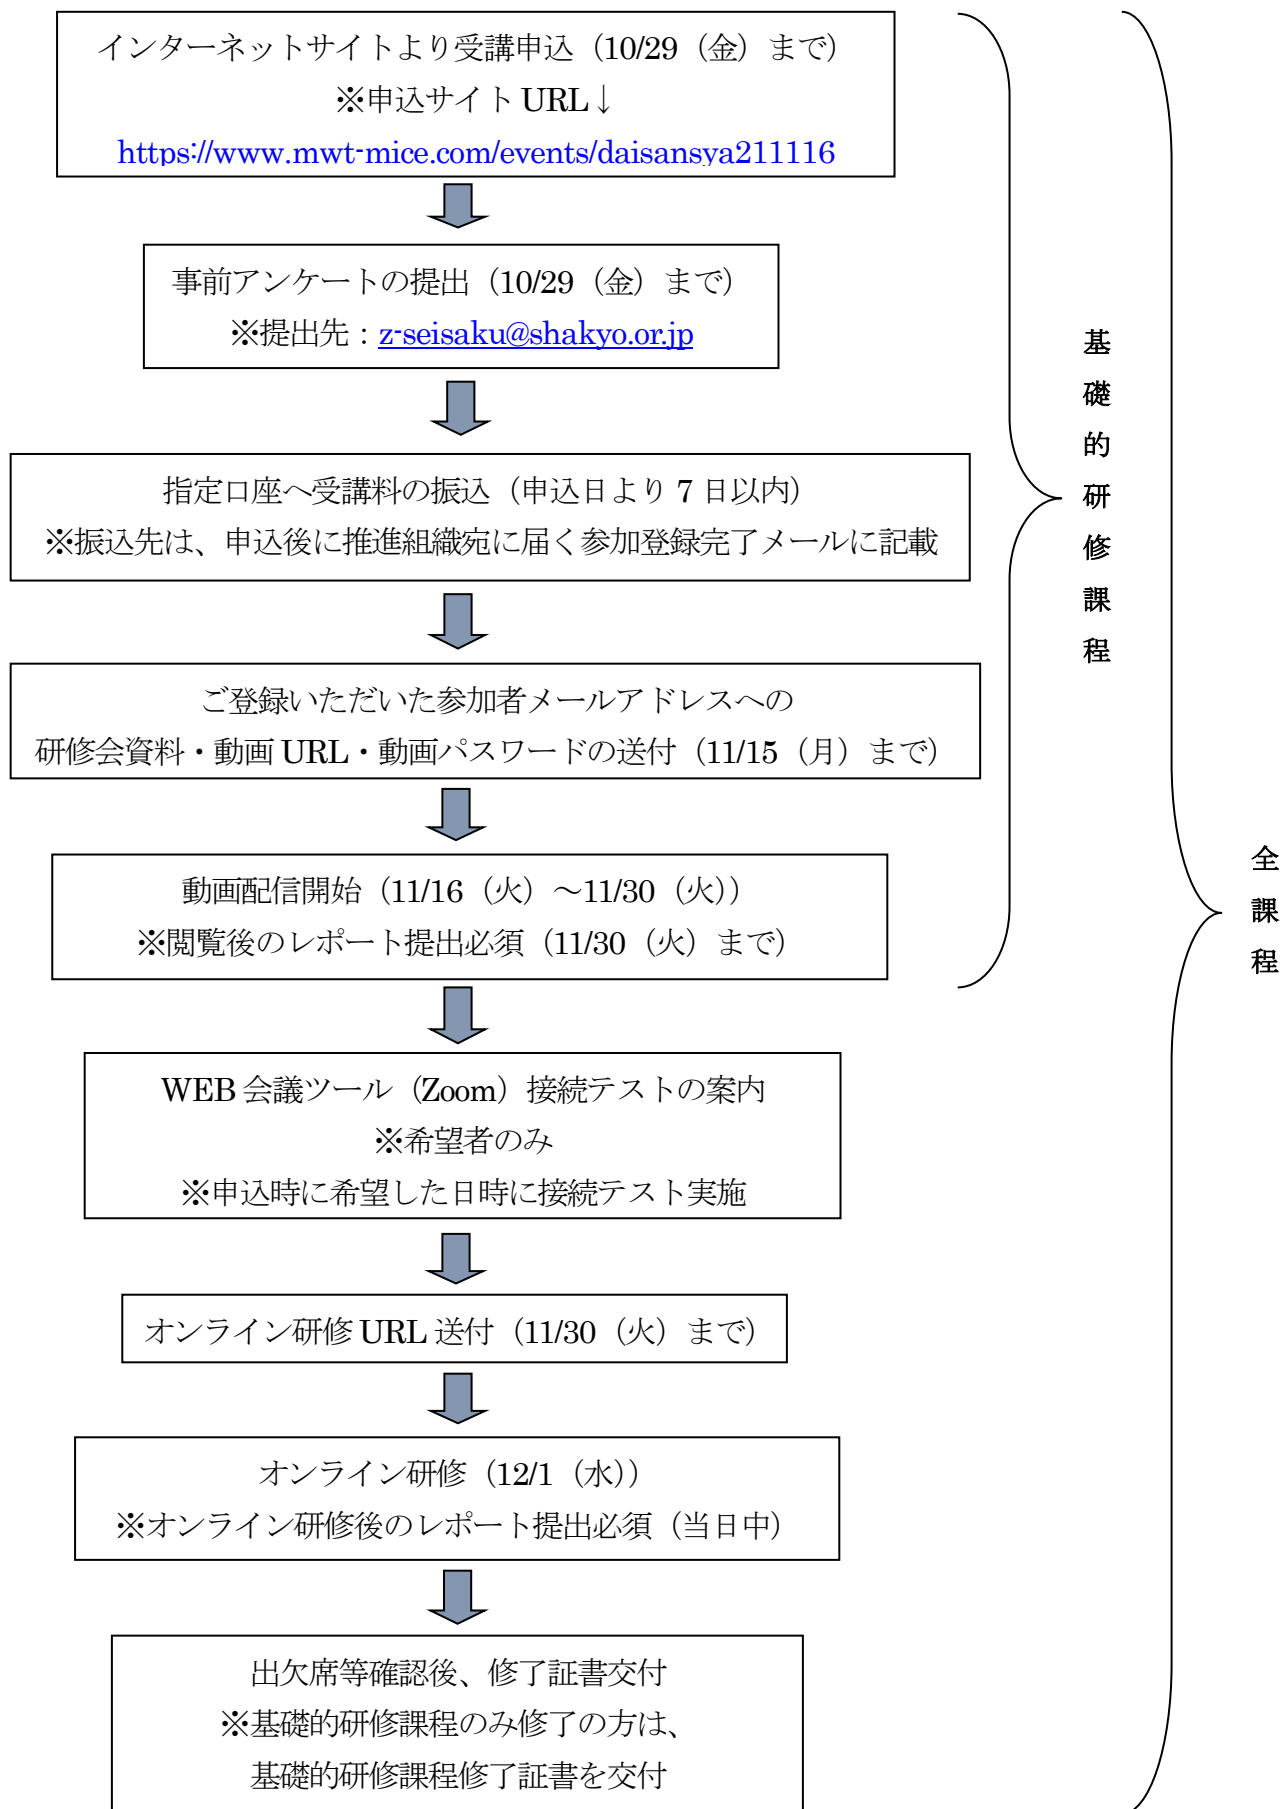 インターネットサイトより受講申込（10/29（金）まで）
※申込サイト URL↓
https://www.mwt-mice.com/events/daisansya211116
事前アンケートの提出（10/29（金）まで）
※提出先：z-seisaku@shakyo.or.jp
指定口座へ受講料の振込（申込日より 7 日以内）
※振込先は、申込後に推進組織宛に届く参加登録完了メールに記載
ご登録いただいた参加者メールアドレスへの
研修会資料・動画 URL・動画パスワードの送付（11/15（月）まで）
動画配信開始（11/16（火）～11/30（火））
※閲覧後のレポート提出必須（11/30（火）まで）
基礎的研修課程
WEB 会議ツール（Zoom）接続テストの案内
※希望者のみ
※申込時に希望した日時に接続テスト実施
オンライン研修 URL 送付（11/30（火）まで）
オンライン研修（12/1（水））
※オンライン研修後のレポート提出必須（当日中）
出欠席等確認後、修了証書交付
※基礎的研修課程のみ修了の方は、
基礎的研修課程修了証書を交付
全課程